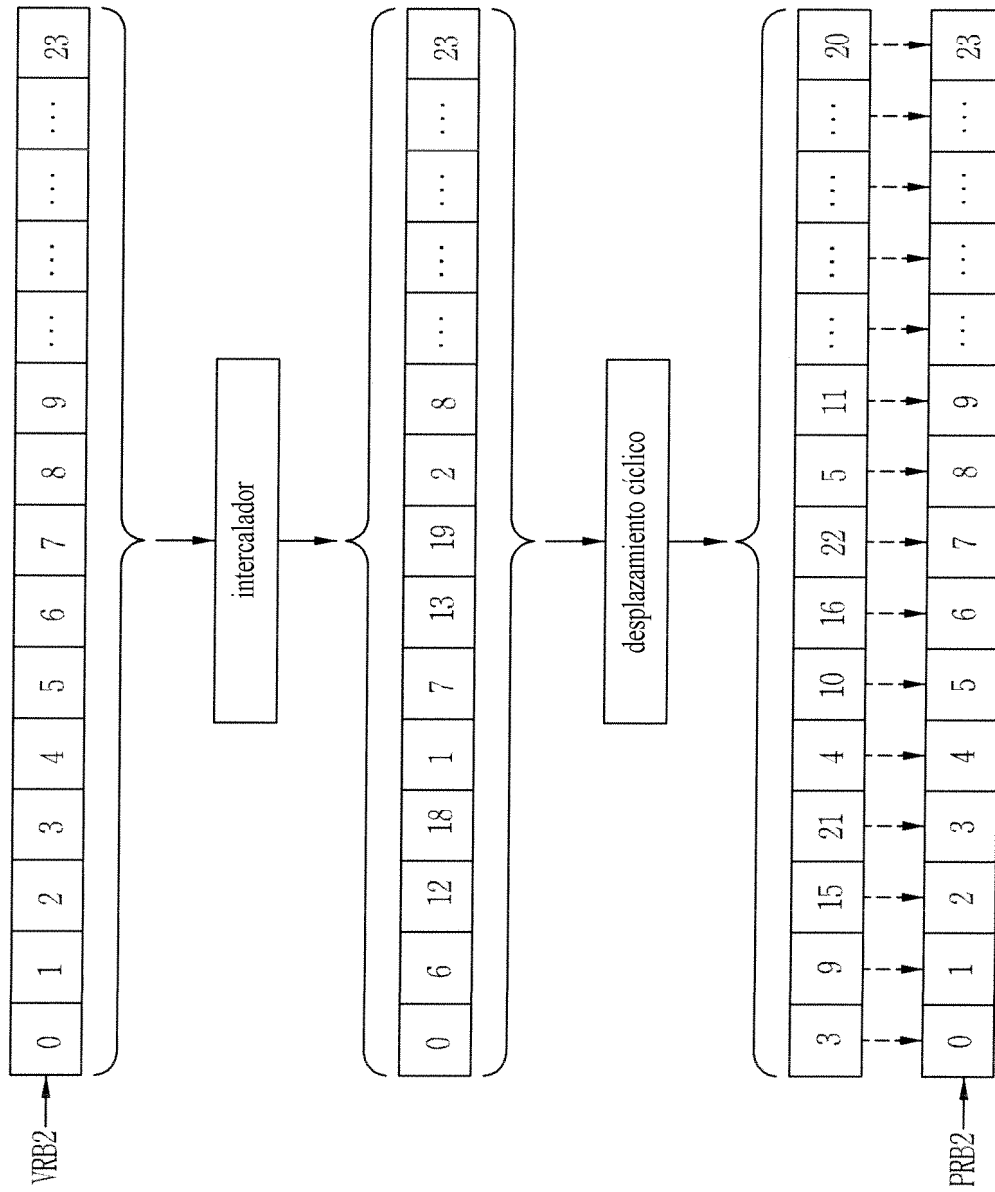 VRB2 0 1 2 3 4 5 6 7 8 9 ... ... ... ... 23
intercalador
0 6 12 18 1 7 13 19 2 8 ... ... ... ... 23
desplazamiento cíclico
3 9 15 21 4 10 16 22 5 11 ... ... ... ... 20
PRB2 0 1 2 3 4 5 6 7 8 9 ... ... ... ... 23